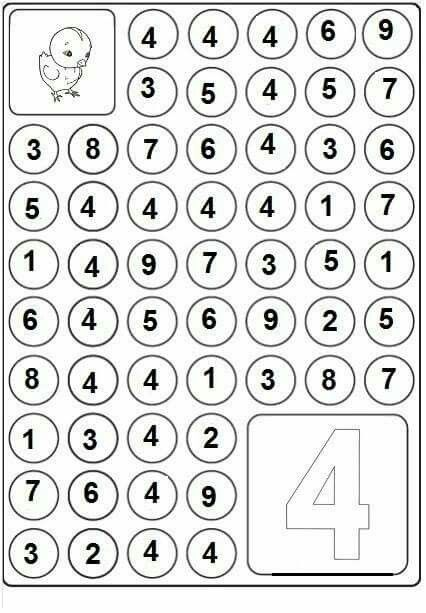 4 4 4 6 9
3 5 4 5 7
3 8 7 6 4 3 6
5 4 4 4 4 1 7
1 4 9 7 3 5 1
6 4 5 6 9 2 5
8 4 4 1 3 8 7
1 3 4 2
4
7 6 4 9
3 2 4 4